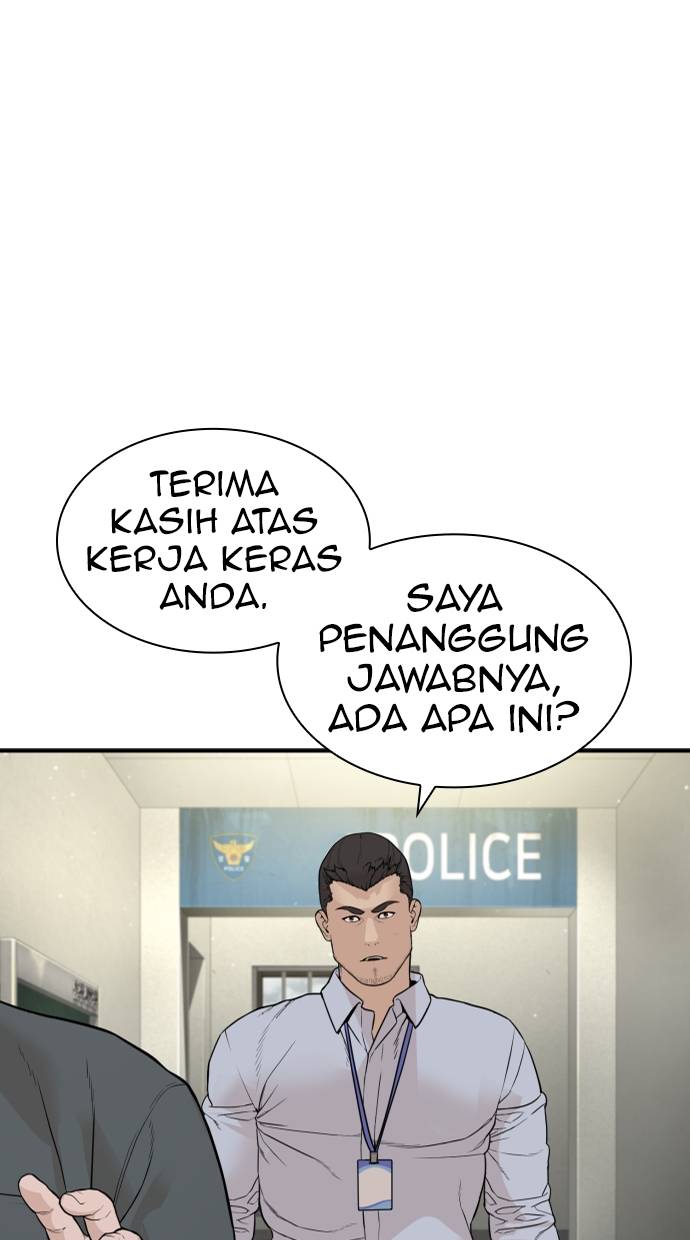 TERIMA
KASIH ATAS
KERJA KERAS
ANDA.
SAYA
PENANGGUNG
JAWABNYA,
ADA APA INI?
POLICE